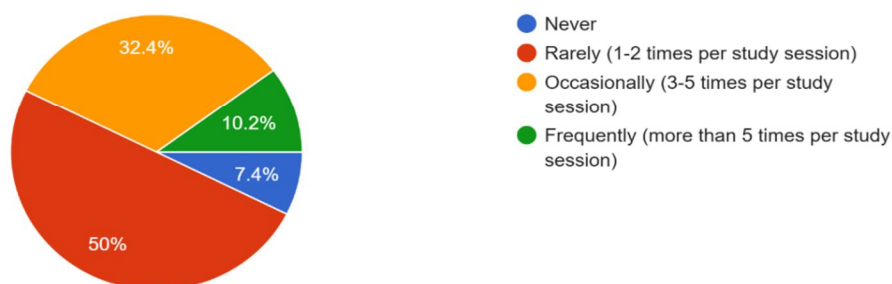 32.4%
10.2%
7.4%
50%
Never
Rarely (1-2 times per study session)
Occasionally (3-5 times per study
session)
Frequently (more than 5 times per study
session)